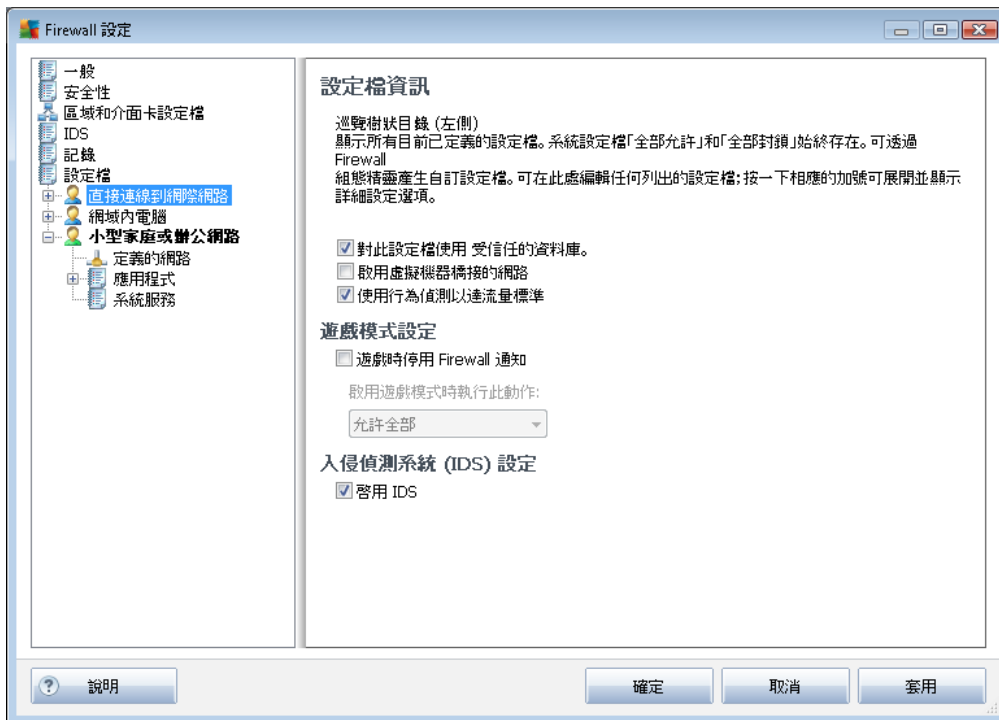 Firewall 設定
一般
安全性
區域和介面卡設定檔
IDS
記錄
設定檔
直接連線到網際網路
網域內電腦
小型家庭或辦公網路
定義的網路
應用程式
系統服務
設定檔資訊
巡覽樹狀目錄 (左側)
顯示所有目前已定義的設定檔。系統設定檔「全部允許」和「全部封鎖」始終存在。可透過
Firewall
組態精靈產生自訂設定檔。可在此處編輯任何列出的設定檔;按一下相應的加號可展開並顯示
詳細設定選項。
對此設定檔使用 受信任的資料庫。
啟用虛擬機器橋接的網路
使用行為偵測以達流量標準
遊戲模式設定
遊戲時停用 Firewall 通知
啟用遊戲模式時執行此動作:
允許全部
入侵偵測系統 (IDS) 設定
啓用 IDS
? 說明
確定
取消
套用